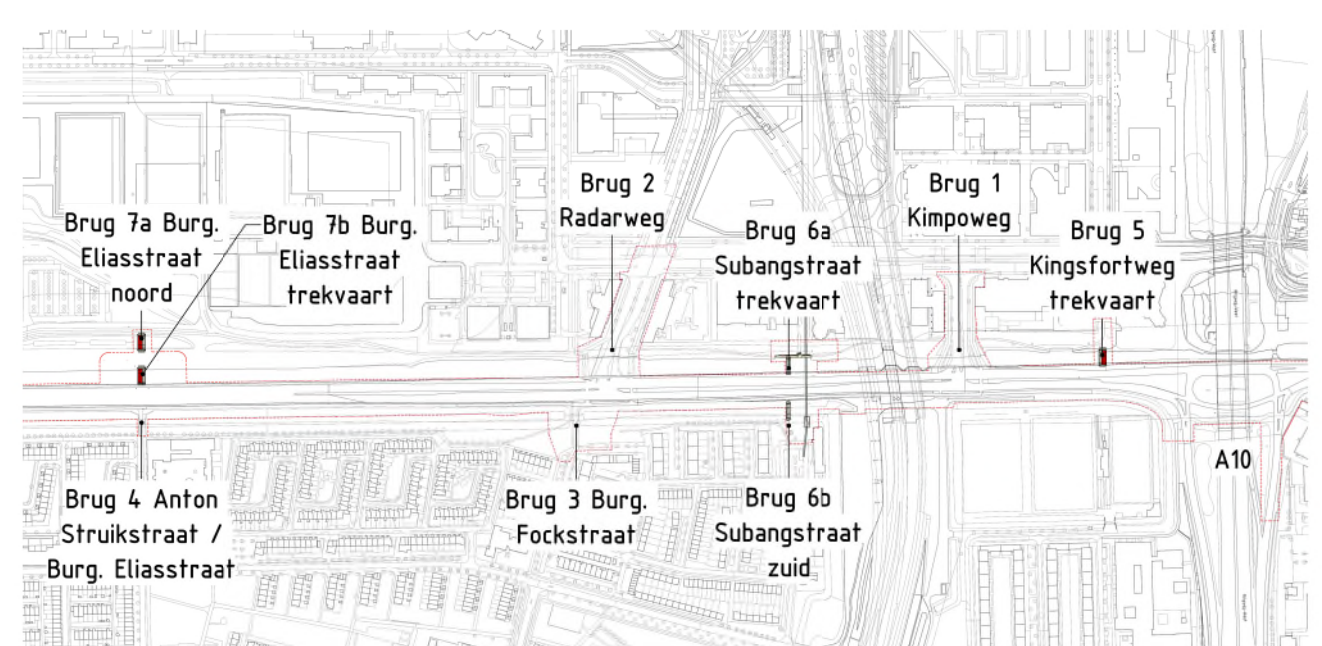 Brug 2
Radarweg
Brug 1
Kimpoweg
Brug 7a Burg.
Eliasstraat
noord
Brug 7b Burg.
Eliasstraat
trekvaart
Brug 6a
Subangstraat
trekvaart
Brug 5
Kingsfortweg
trekvaart
A10
Brug 4 Anton
Struikstraat /
Burg. Eliasstraat
Brug 3 Burg.
Fockstraat
Brug 6b
Subangstraat
zuid